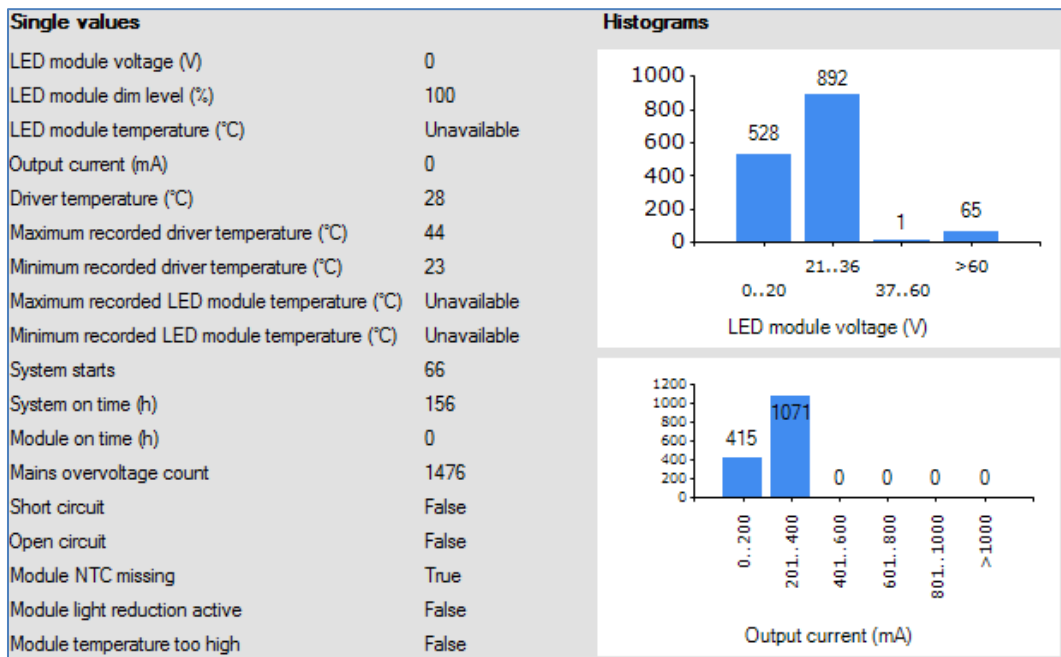 Single values
LED module voltage (V) 0
LED module dim level (%) 100
LED module temperature (°C) Unavailable
Output current (mA) 0
Driver temperature (°C) 28
Maximum recorded driver temperature (°C) 44
Minimum recorded driver temperature (°C) 23
Maximum recorded LED module temperature (°C) Unavailable
Minimum recorded LED module temperature (°C) Unavailable
System starts 66
System on time (h) 156
Module on time (h) 0
Mains overvoltage count 1476
Short circuit False
Open circuit False
Module NTC missing True
Module light reduction active False
Module temperature too high False
Histograms
1000
800
600
400
200
0
528
892
1
65
21..36 >60
0..20 37..60
LED module voltage (V)
1200
1000
800
600
400
200
0
415
1071
0
0
0
0
0..200
201..400
401..600
601..800
801..1000
>1000
Output current (mA)